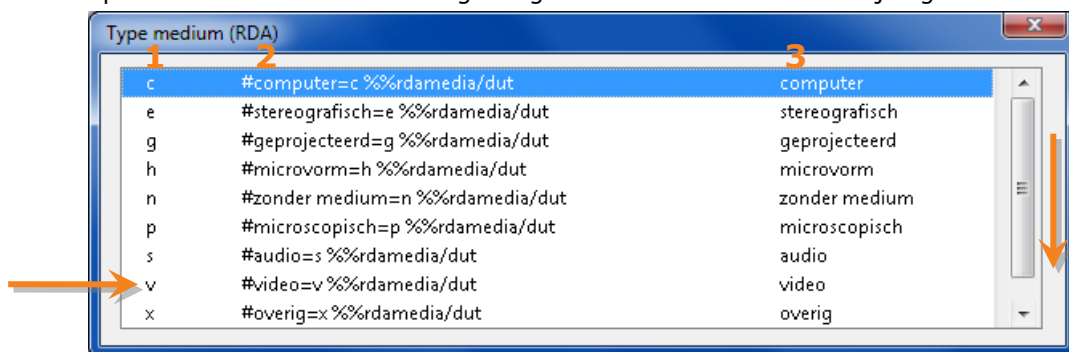 Type medium (RDA)
1 2 3
c #computer=c %%rdamedia/dut computer
e #stereografisch=e %%rdamedia/dut stereografisch
g #geprojecteerd=g %%rdamedia/dut geprojecteerd
h #microvorm=h %%rdamedia/dut microvorm
n #zonder medium=n %%rdamedia/dut zonder medium
p #microscopisch=p %%rdamedia/dut microscopisch
s #audio=s %%rdamedia/dut audio
v #video=v %%rdamedia/dut video
x #overig=x %%rdamedia/dut overig